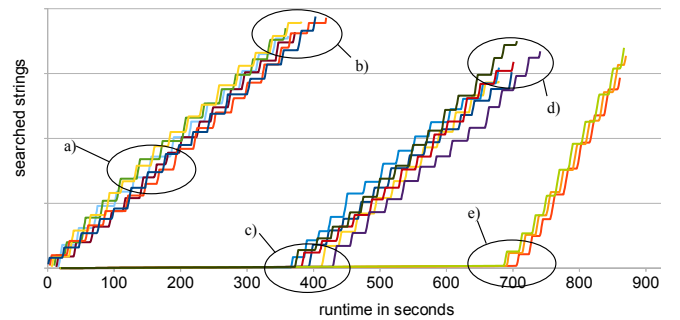 searched strings
a)
b)
c)
d)
e)
0 100 200 300 400 500 600 700 800 900
runtime in seconds